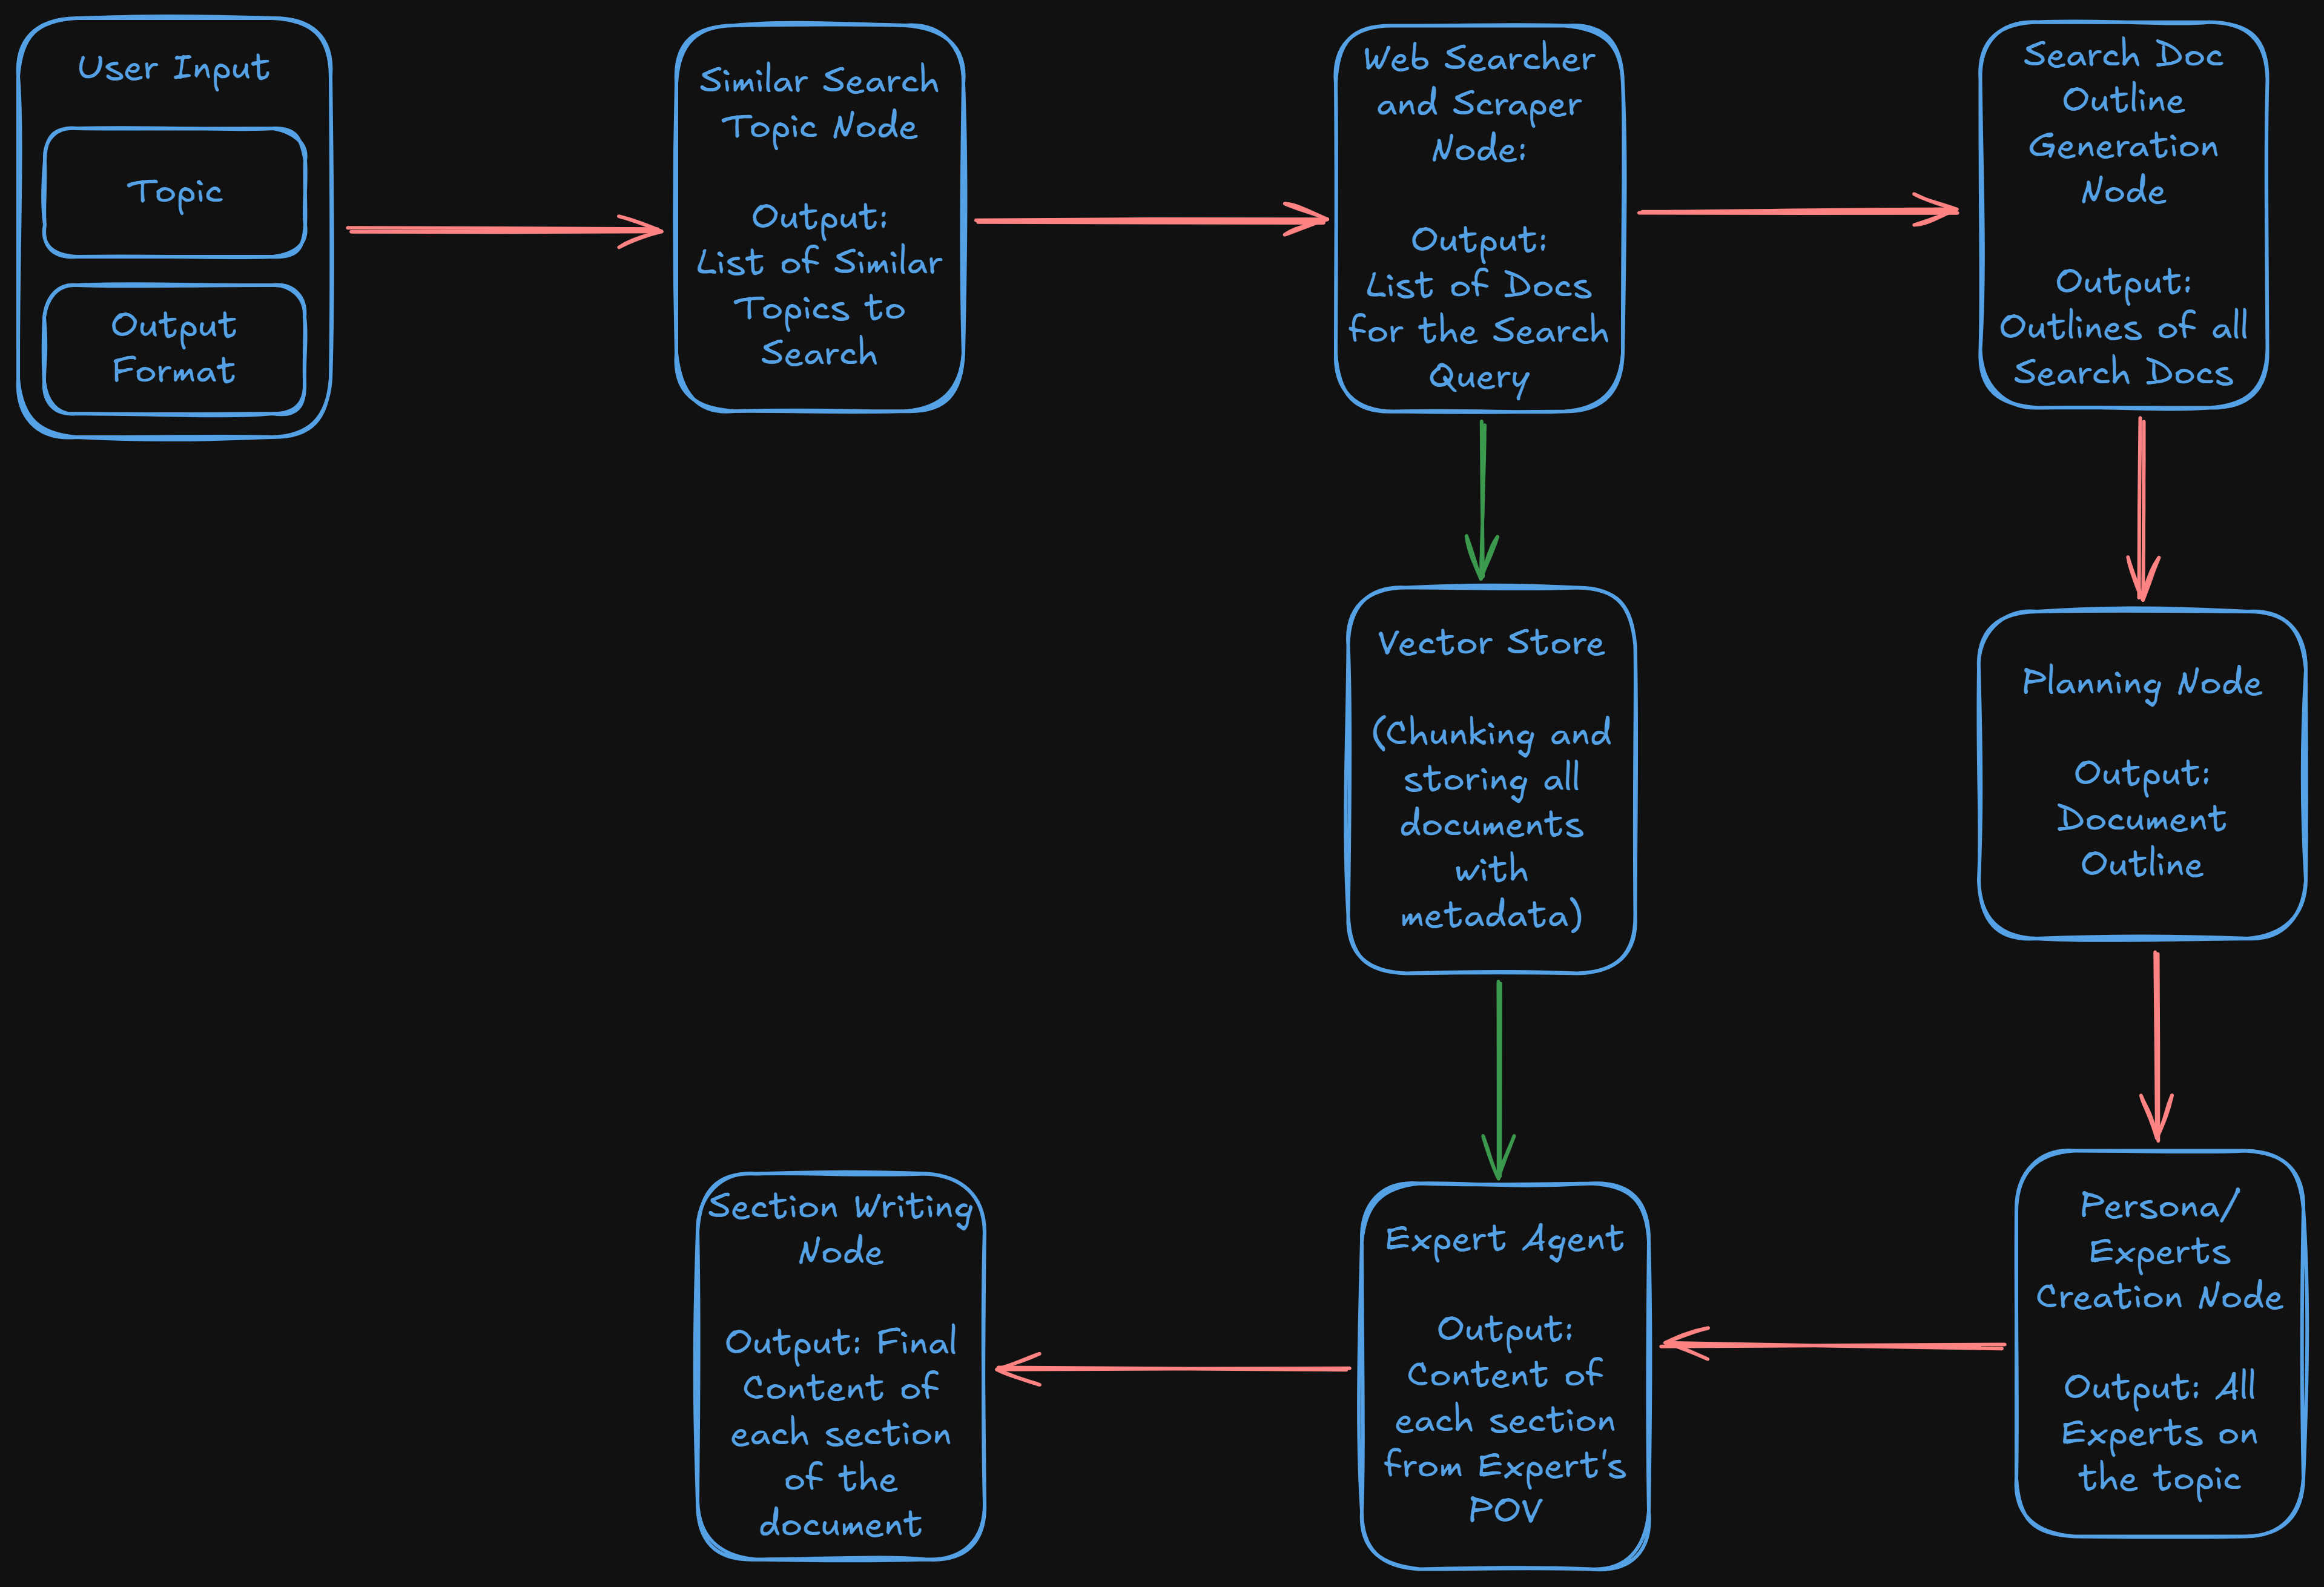 User Input
Topic
Output
Format
Similar Search
Topic Node
Output:
List of Similar
Topics to
Search
Web Searcher
and Scraper
Node:
Output:
List of Docs
for the Search
Query
Search Doc
Outline
Generation
Node
Output:
Outlines of all
Search Docs
Vector Store
(Chunking and
storing all
documents
with
metadata)
Planning Node
Output:
Document
Outline
Section Writing
Node
Output: Final
Content of
each section
of the
document
Expert Agent
Output:
Content of
each section
from Expert's
POV
Persona/
Experts
Creation Node
Output: All
Experts on
the topic